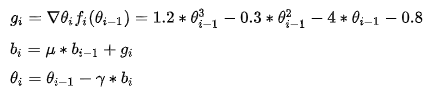 g_i = ∇θ_i f_i(θ_{i−1}) = 1.2 ∗ θ_{i−1}^3 − 0.3 ∗ θ_{i−1}^2 − 4 ∗ θ_{i−1} − 0.8
b_i = μ ∗ b_{i−1} + g_i
θ_i = θ_{i−1} − γ ∗ b_i